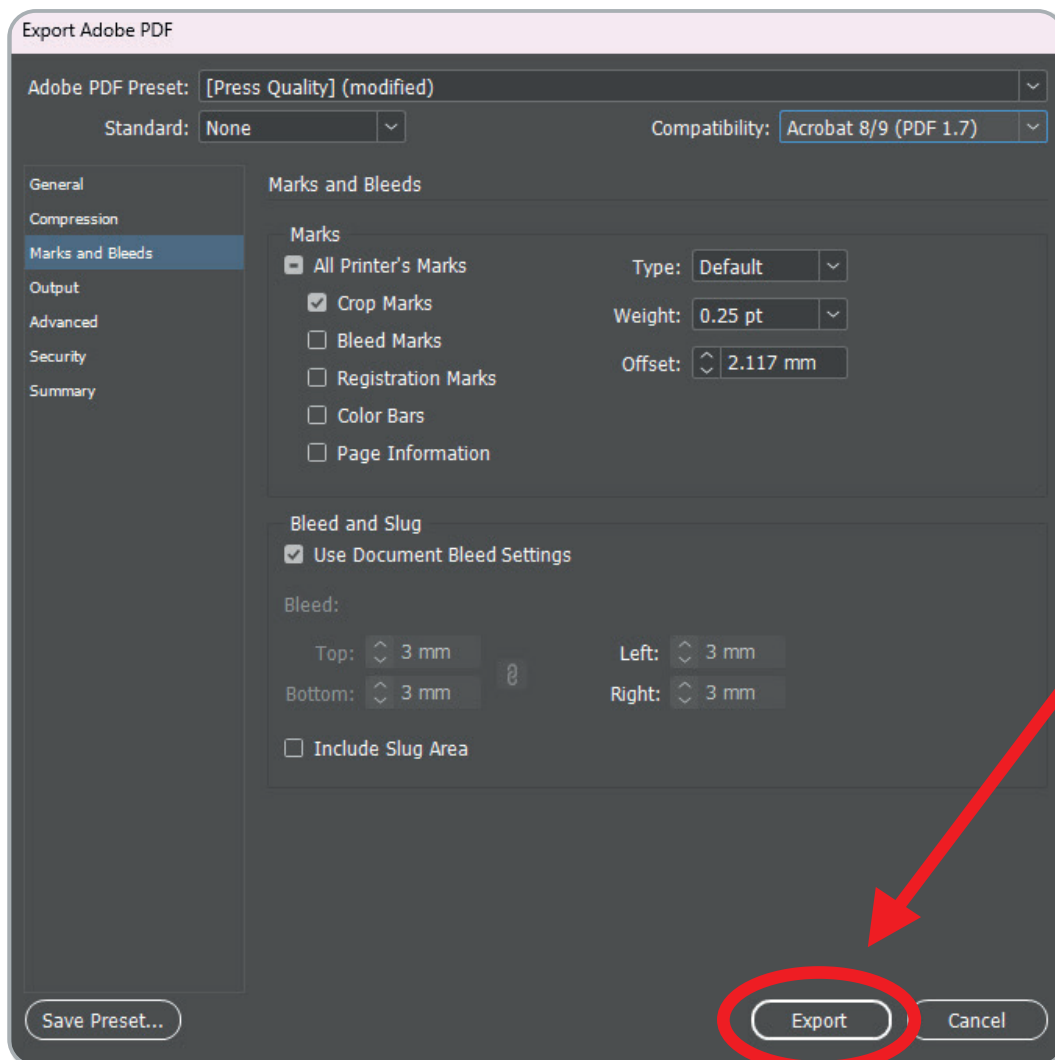 Export Adobe PDF
Adobe PDF Preset: [Press Quality] (modified)
Standard: None Compatibility: Acrobat 8/9 (PDF 1.7)
General
Compression
Marks and Bleeds
Output
Advanced
Security
Summary
Marks and Bleeds
Marks
All Printer's Marks Type: Default
Crop Marks Weight: 0.25 pt
Bleed Marks
Registration Marks Offset: 2.117 mm
Color Bars
Page Information
Bleed and Slug
Use Document Bleed Settings
Bleed:
Top: 3 mm Left: 3 mm
Bottom: 3 mm Right: 3 mm
Include Slug Area
Save Preset... Export Cancel